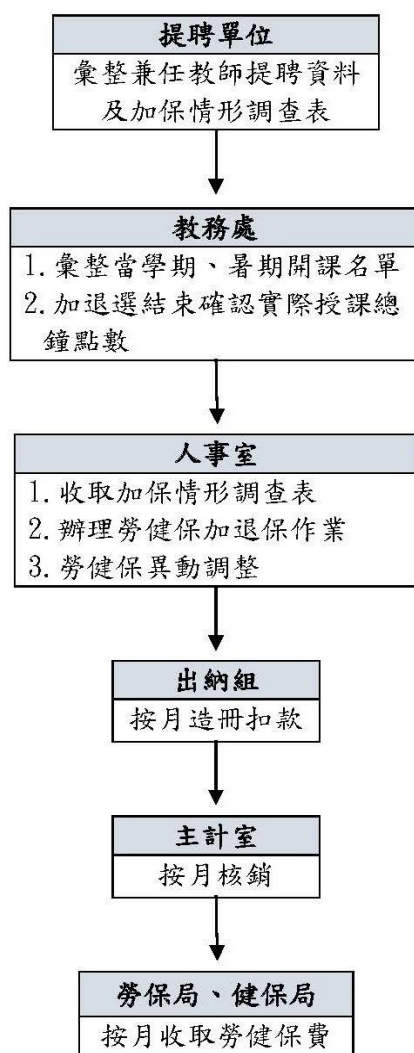 提聘單位
彙整兼任教師提聘資料
及加保情形調查表
教務處
1.彙整當學期、暑期開課名單
2.加退選結束確認實際授課總
鐘點數
人事室
1.收取加保情形調查表
2.辦理勞健保加退保作業
3.勞健保異動調整
出納組
按月造冊扣款
主計室
按月核銷
勞保局、健保局
按月收取勞健保費